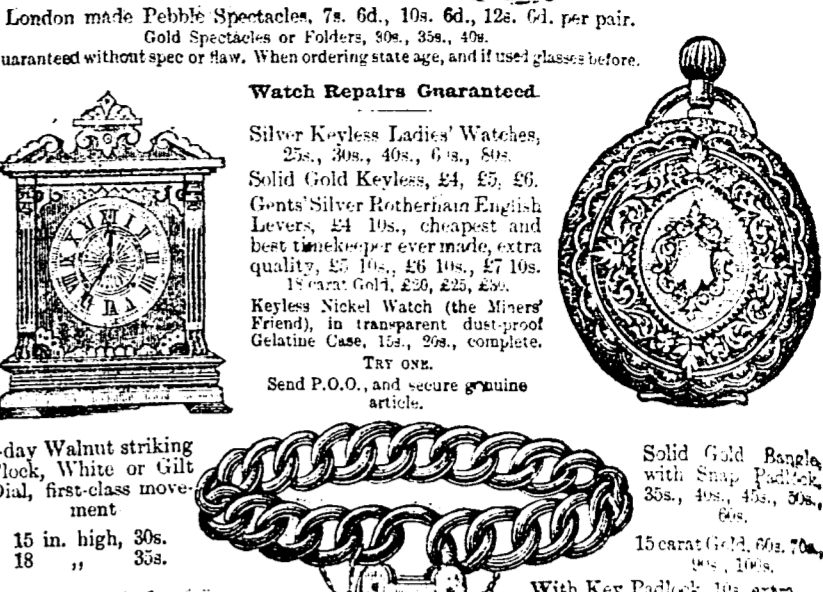 London made Pebble Spectacles, 7s. 6d., 10s. 6d., 12s. 6d. per pair.
Gold Spectacles or Folders, 30s., 35s., 40s.
uaranteed without spec or flaw. When ordering state age, and if used glasses before.
Watch Repairs Guaranteed.
Silver Keyless Ladies' Watches,
25s., 30s., 40s., 80s.
Solid Gold Keyless, £4, £5, £6.
Gents' Silver Rotherham English
Levers, £4 10s., cheapest and
best timekeeper ever made, extra
quality, £5 10s., £6 10s., £7 10s.
18 carat Gold, £20, £25, £30.
Keyless Nickel Watch (the Miners'
Friend), in transparent dust-proof
Gelatine Case, 15s., 20s., complete.
TRY ONE.
Send P.O.O., and secure genuine
article.
-day Walnut striking
lock, White or Gilt
Dial, first-class move-
ment
15 in. high, 30s.
18 „ 35s.
Solid Gold Bangle,
with Snap Padlock,
35s., 40s., 45s., 50s.,
60s.
15 carat Gold, 60s. 70s.,
90s., 100s.
With Key Padlock, 10s. extra